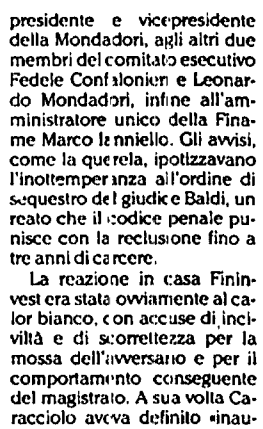 presidente e vicepresidente
della Mondadori, agli altri due
membri del comitato esecutivo
Fedele Confalonieri e Leonar-
do Mondadori, infine all'am-
ministratore unico della Fina-
me Marco Ianniello. Gli avvisi,
come la querela, ipotizzavano
l'inottemperanza all'ordine di
sequestro del giudice Baldi, un
reato che il codice penale pu-
nisce con la reclusione fino a
tre anni di carcere.
La reazione in casa Finin-
vest era stata ovviamente al ca-
lor bianco, con accuse di inci-
viltà e di scorrettezza per la
mossa dell'avversario e per il
comportamento conseguente
del magistrato. A sua volta Ca-
racciolo aveva definito «inau-